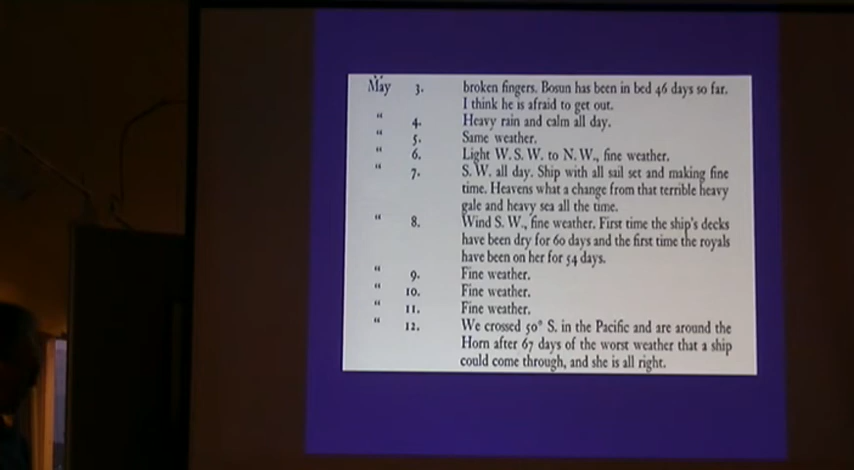 May 3. broken fingers. Bosun has been in bed 46 days so far.
I think he is afraid to get out.
" 4. Heavy rain and calm all day.
" 5. Same weather.
" 6. Light W. S. W. to N. W., fine weather.
" 7. S. W. all day. Ship with all sail set and making fine
time. Heavens what a change from that terrible heavy
gale and heavy sea all the time.
" 8. Wind S. W., fine weather. First time the ship's decks
have been dry for 60 days and the first time the royals
have been on her for 54 days.
" 9. Fine weather.
" 10. Fine weather.
" 11. Fine weather.
" 12. We crossed 50° S. in the Pacific and are around the
Horn after 67 days of the worst weather that a ship
could come through, and she is all right.